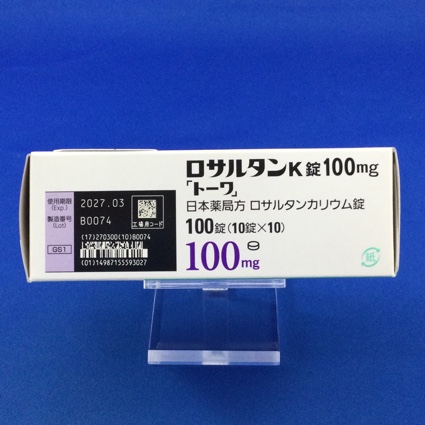 ロサルタンK錠100mg
「トーワ」
日本薬局方 ロサルタンカリウム錠
100錠(10錠×10)
100mg
使用期限
(Exp.)
2027.03
製造番号
(Lot)
B0074
工場用コード
GS1
(17)270300(10)B0074
(01)14987155593027
紙